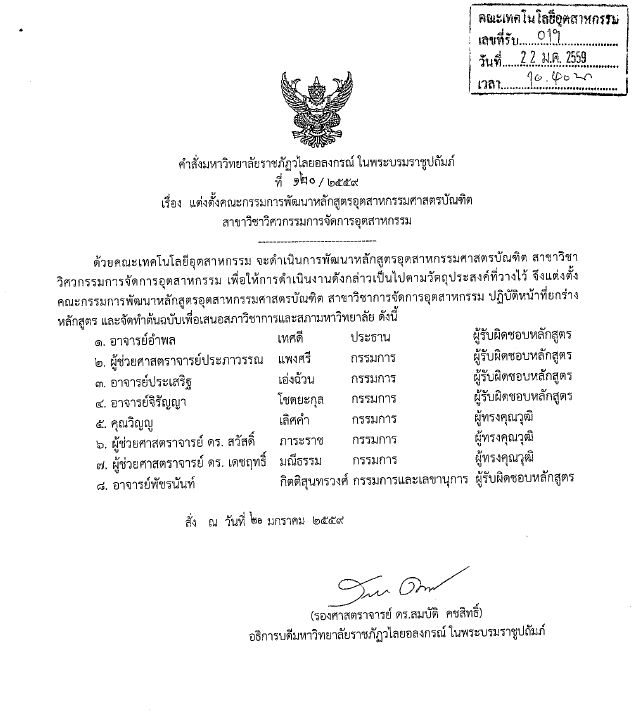 คณะเทคโนโลยีอุตสาหกรรม
เลขที่รับ 019
วันที่ 22 ม.ค. 2559
เวลา
คำสั่งมหาวิทยาลัยราชภัฏวไลยอลงกรณ์ ในพระบรมราชูปถัมภ์
ที่ ๑๒๐ / ๒๕๕๙
เรื่อง แต่งตั้งคณะกรรมการพัฒนาหลักสูตรอุตสาหกรรมศาสตรบัณฑิต
สาขาวิชาวิศวกรรมการจัดการอุตสาหกรรม
ด้วยคณะเทคโนโลยีอุตสาหกรรม จะดำเนินการพัฒนาหลักสูตรอุตสาหกรรมศาสตรบัณฑิต สาขาวิชา
วิศวกรรมการจัดการอุตสาหกรรม เพื่อให้การดำเนินงานดังกล่าวเป็นไปตามวัตถุประสงค์ที่วางไว้ จึงแต่งตั้ง
คณะกรรมการพัฒนาหลักสูตรอุตสาหกรรมศาสตรบัณฑิต สาขาวิชาการจัดการอุตสาหกรรม ปฏิบัติหน้าที่ยกร่าง
หลักสูตร และจัดทำต้นฉบับเพื่อเสนอสภาวิชาการและสภามหาวิทยาลัย ดังนี้
๑. อาจารย์อำพล เทศดี ประธาน ผู้รับผิดชอบหลักสูตร
๒. ผู้ช่วยศาสตราจารย์ประภาวรรณ แพงศรี กรรมการ ผู้รับผิดชอบหลักสูตร
๓. อาจารย์ประเสริฐ เอ่งฉ้วน กรรมการ ผู้รับผิดชอบหลักสูตร
๔. อาจารย์จิรัญญา โชตยะกุล กรรมการ ผู้รับผิดชอบหลักสูตร
๕. คุณวิญญู เลิศคำ กรรมการ ผู้ทรงคุณวุฒิ
๖. ผู้ช่วยศาสตราจารย์ ดร. สวัสดิ์ ภาระราช กรรมการ ผู้ทรงคุณวุฒิ
๗. ผู้ช่วยศาสตราจารย์ ดร. เดชฤทธิ์ มณีธรรม กรรมการ ผู้ทรงคุณวุฒิ
๘. อาจารย์พัชรนันท์ กิตติสุนทรวงศ์ กรรมการและเลขานุการ ผู้รับผิดชอบหลักสูตร
สั่ง ณ วันที่ ๒๑ มกราคม ๒๕๕๙
(รองศาสตราจารย์ ดร.สมบัติ คชสิทธิ์)
อธิการบดีมหาวิทยาลัยราชภัฏวไลยอลงกรณ์ ในพระบรมราชูปถัมภ์